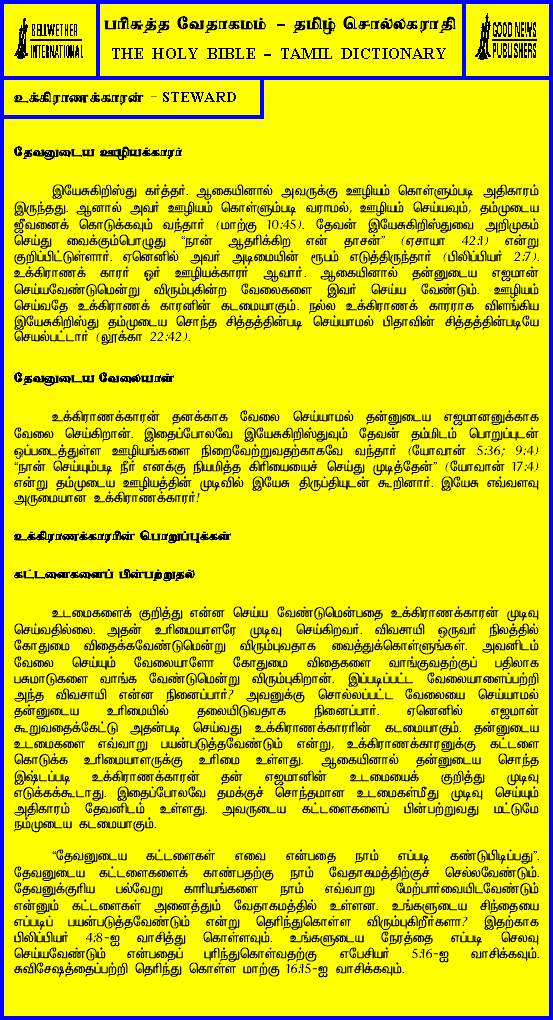 BELLWETHER
INTERNATIONAL
பரிசுத்த வேதாகமம் - தமிழ் சொல்லகராதி
THE HOLY BIBLE - TAMIL DICTIONARY
GOOD NEWS
PUBLISHERS
உக்கிராணக்காரன் - STEWARD
தேவனுடைய ஊழியக்காரர்
இயேசுகிறிஸ்து கர்த்தர். ஆகையினால் அவருக்கு ஊழியம் கொள்ளும்படி அதிகாரம்
இருந்தது. ஆனால் அவர் ஊழியம் கொள்ளும்படி வராமல், ஊழியம் செய்யவும், தம்முடைய
ஜீவனைக் கொடுக்கவும் வந்தார் (மாற்கு 10:45). தேவன் இயேசுகிறிஸ்துவை அறிமுகம்
செய்து வைக்கும்பொழுது "நான் ஆதரிக்கிற என் தாசன்" (ஏசாயா 42:1) என்று
குறிப்பிட்டுள்ளார். ஏனெனில் அவர் அடிமையின் ரூபம் எடுத்திருந்தார் (பிலிப்பியர் 2:7).
உக்கிராணக் காரர் ஓர் ஊழியக்காரர் ஆவார். ஆகையினால் தன்னுடைய எஜமான்
செய்யவேண்டுமென்று விரும்புகின்ற வேலைகளை இவர் செய்ய வேண்டும். ஊழியம்
செய்வதே உக்கிராணக் காரனின் கடமையாகும். நல்ல உக்கிராணக் காரராக விளங்கிய
இயேசுகிறிஸ்து தம்முடைய சொந்த சித்தத்தின்படி செய்யாமல் பிதாவின் சித்தத்தின்படியே
செயல்பட்டார் (லூக்கா 22:42).
தேவனுடைய வேலையாள்
உக்கிராணக்காரன் தனக்காக வேலை செய்யாமல் தன்னுடைய எஜமானனுக்காக
வேலை செய்கிறான். இதைப்போலவே இயேசுகிறிஸ்துவும் தேவன் தம்மிடம் பொறுப்புடன்
ஒப்படைத்துள்ள ஊழியங்களை நிறைவேற்றுவதற்காகவே வந்தார் (யோவான் 5:36; 9:4)
"நான் செய்யும்படி நீர் எனக்கு நியமித்த கிரியையைச் செய்து முடித்தேன்" (யோவான் 17:4)
என்று தம்முடைய ஊழியத்தின் முடிவில் இயேசு திருப்தியுடன் கூறினார். இயேசு எவ்வளவு
அருமையான உக்கிராணக்காரர்!
உக்கிராணக்காரரின் பொறுப்புக்கள்
கட்டளைகளைப் பின்பற்றுதல்
உடமைகளைக் குறித்து என்ன செய்ய வேண்டுமென்பதை உக்கிராணக்காரன் முடிவு
செய்வதில்லை. அதன் உரிமையாளரே முடிவு செய்கிறவர். விவசாயி ஒருவர் நிலத்தில்
கோதுமை விதைக்கவேண்டுமென்று விரும்புவதாக வைத்துக்கொள்ளுங்கள். அவனிடம்
வேலை செய்யும் வேலையாளோ கோதுமை விதைகளை வாங்குவதற்குப் பதிலாக
பசுமாடுகளை வாங்க வேண்டுமென்று விரும்புகிறான். இப்படிப்பட்ட வேலையாளைப்பற்றி
அந்த விவசாயி என்ன நினைப்பார்? அவனுக்கு சொல்லப்பட்ட வேலையை செய்யாமல்
தன்னுடைய உரிமையில் தலையிடுவதாக நினைப்பார். ஏனெனில் எஜமான்
கூறுவதைக்கேட்டு அதன்படி செய்வது உக்கிராணக்காரரின் கடமையாகும். தன்னுடைய
உடமைகளை எவ்வாறு பயன்படுத்தவேண்டும் என்று, உக்கிராணக்காரனுக்கு கட்டளை
கொடுக்க உரிமையாளருக்கு உரிமை உள்ளது. ஆகையினால் தன்னுடைய சொந்த
இஷ்டப்படி உக்கிராணக்காரன் தன் எஜமானின் உடமையைக் குறித்து முடிவு
எடுக்கக்கூடாது. இதைப்போலவே தமக்குச் சொந்தமான உடமைகள்மீது முடிவு செய்யும்
அதிகாரம் தேவனிடம் உள்ளது. அவருடைய கட்டளைகளைப் பின்பற்றுவது மட்டுமே
நம்முடைய கடமையாகும்.
"தேவனுடைய கட்டளைகள் எவை என்பதை நாம் எப்படி கண்டுபிடிப்பது".
தேவனுடைய கட்டளைகளைக் காண்பதற்கு நாம் வேதாகமத்திற்குச் செல்லவேண்டும்.
தேவனுக்குரிய பல்வேறு காரியங்களை நாம் எவ்வாறு மேற்பார்வையிடவேண்டும்
என்னும் கட்டளைகள் அனைத்தும் வேதாகமத்தில் உள்ளன. உங்களுடைய சிந்தையை
எப்படிப் பயன்படுத்தவேண்டும் என்று தெரிந்துகொள்ள விரும்புகிறீர்களா? இதற்காக
பிலிப்பியர் 4:8-ஐ வாசித்து கொள்ளவும். உங்களுடைய நேரத்தை எப்படி செலவு
செய்யவேண்டும் என்பதைப் புரிந்துகொள்வதற்கு எபேசியர் 5:16-ஐ வாசிக்கவும்.
சுவிசேஷத்தைப்பற்றி தெரிந்து கொள்ள மாற்கு 16:15-ஐ வாசிக்கவும்.